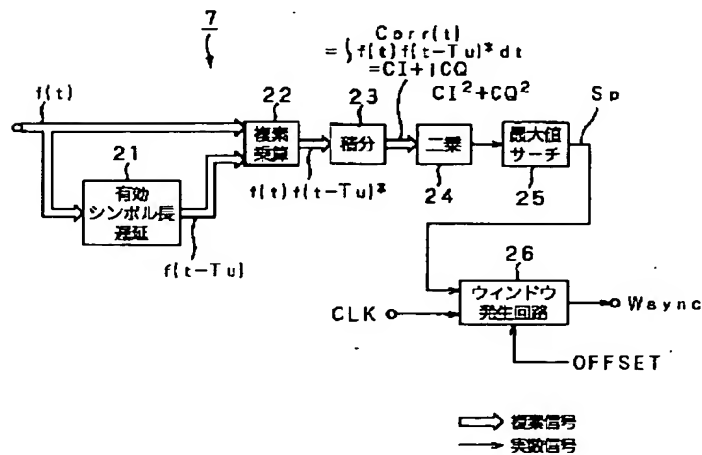 7
Corr(t)
=∫f(t)f(t-Tu)*dt
=CI+iCQ
CI²+CQ²
f(t)
22
23
Sp
複素
乗算
積分
二乗
最大値
サーチ
21
24
25
有効
シンボル長
遅延
f(t)f(t-Tu)*
f(t-Tu)
26
ウィンドウ
発生回路
CLK
Wsync
OFFSET
複素信号
実数信号